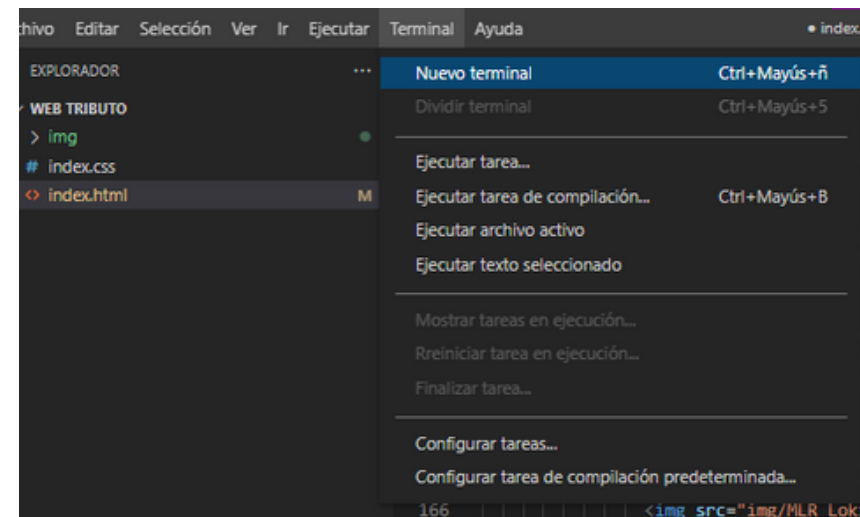 chivo Editar Selección Ver Ir Ejecutar Terminal Ayuda ● index.
EXPLORADOR ...
WEB TRIBUTO
> img
# index.css
<> index.html M
Nuevo terminal Ctrl+Mayús+ñ
Dividir terminal Ctrl+Mayús+5
Ejecutar tarea...
Ejecutar tarea de compilación... Ctrl+Mayús+B
Ejecutar archivo activo
Ejecutar texto seleccionado
Mostrar tareas en ejecución...
Rreiniciar tarea en ejecución...
Finalizar tarea...
Configurar tareas...
Configurar tarea de compilación predeterminada...
166 <img src="img/MLR Lok